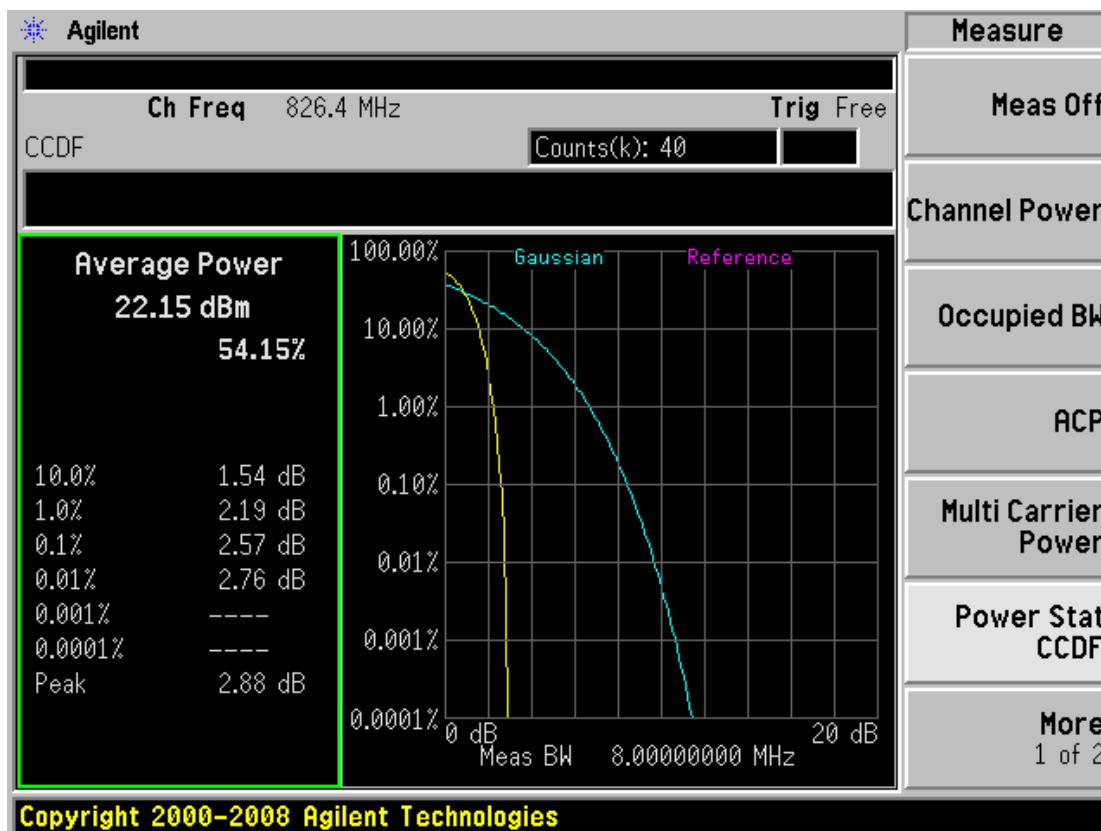 Agilent
Measure
Ch Freq 826.4 MHz Trig Free
CCDF
Counts(k): 40
Average Power
22.15 dBm
54.15%
10.0% 1.54 dB
1.0% 2.19 dB
0.1% 2.57 dB
0.01% 2.76 dB
0.001% ----
0.0001% ----
Peak 2.88 dB
Gaussian Reference
100.00%
10.00%
1.00%
0.10%
0.01%
0.001%
0.0001%
0 dB 20 dB
Meas BW 8.00000000 MHz
Meas Off
Channel Power
Occupied BW
ACP
Multi Carrier
Power
Power Stat
CCDF
More
1 of 2
Copyright 2000-2008 Agilent Technologies